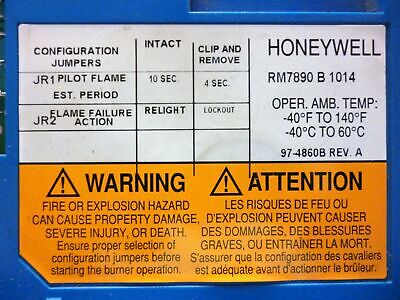 CONFIGURATION JUMPERS
INTACT
CLIP AND REMOVE
JR1 PILOT FLAME EST. PERIOD
10 SEC.
4 SEC.
JR2 FLAME FAILURE ACTION
RELIGHT
LOCKOUT
HONEYWELL
RM7890 B 1014
OPER. AMB. TEMP:
-40°F TO 140°F
-40°C TO 60°C
97-4860B REV. A
WARNING
FIRE OR EXPLOSION HAZARD
CAN CAUSE PROPERTY DAMAGE,
SEVERE INJURY, OR DEATH.
Ensure proper selection of
configuration jumpers before
starting the burner operation.
ATTENTION
LES RISQUES DE FEU OU
D'EXPLOSION PEUVENT CAUSER
DES DOMMAGES, DES BLESSURES
GRAVES, OU ENTRAÎNER LA MORT.
S'assurer que la configuration des cavaliers
est adéquate avant d'actionner le brûleur.